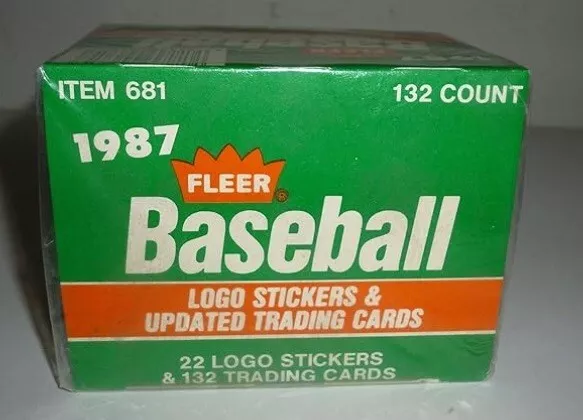 ITEM 681
132 COUNT
1987
FLEER ®
Baseball
LOGO STICKERS &
UPDATED TRADING CARDS
22 LOGO STICKERS
& 132 TRADING CARDS